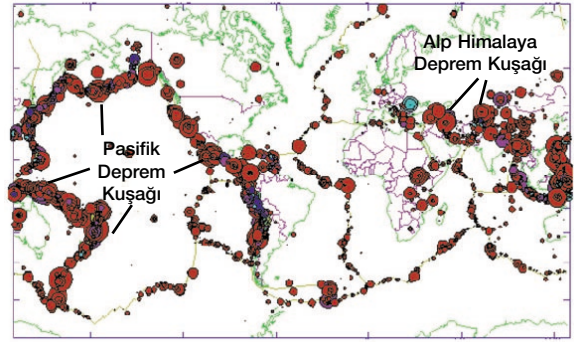 Alp Himalaya
Deprem Kuşağı
Pasifik
Deprem
Kuşağı